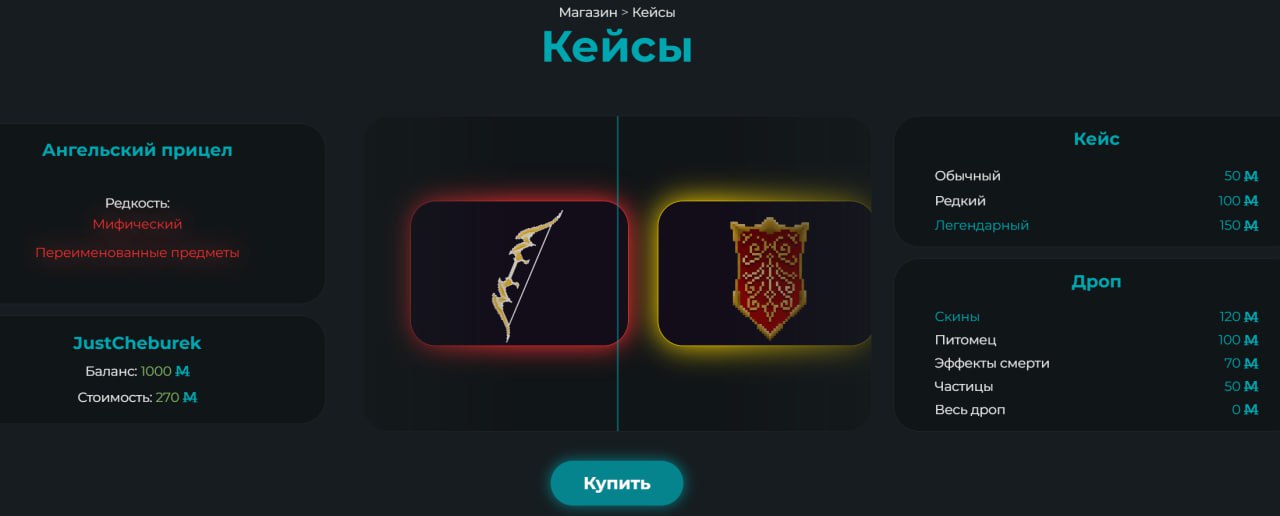 Магазин > Кейсы
Кейсы
Ангельский прицел
Редкость:
Мифический
Переименованные предметы
JustCheburek
Баланс: 1000 M
Стоимость: 270 M
Купить
Кейс
Обычный 50 M
Редкий 100 M
Легендарный 150 M
Дроп
Скины 120 M
Питомец 100 M
Эффекты смерти 70 M
Частицы 50 M
Весь дроп 0 M